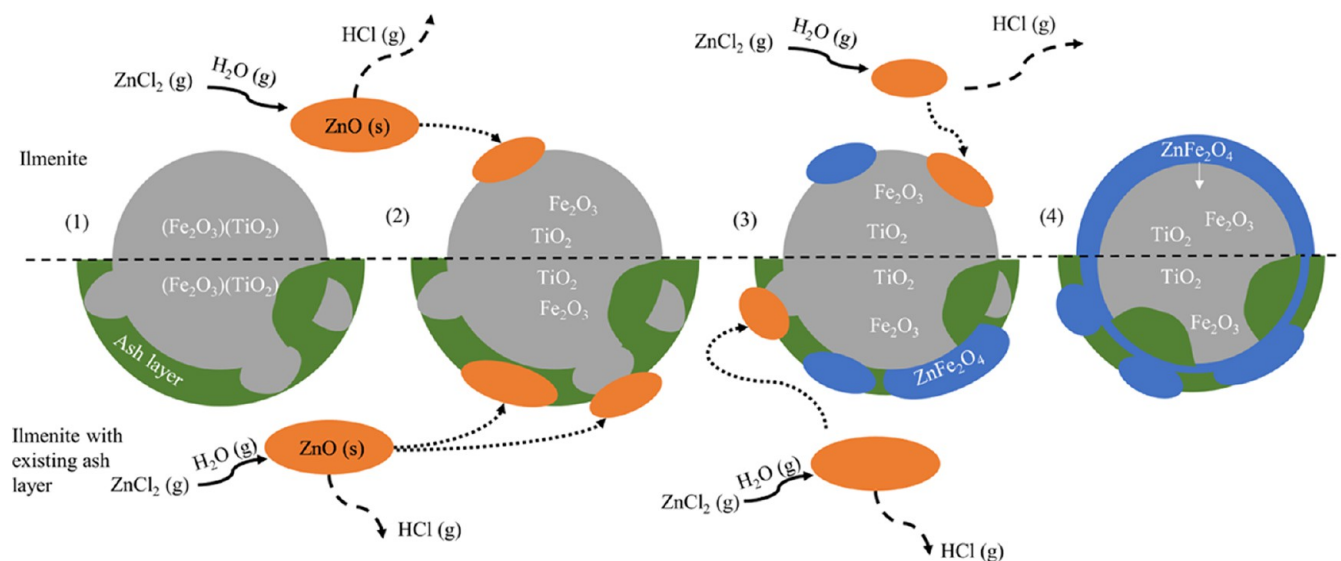 HCl (g)
ZnCl₂ (g)
H₂O (g)
ZnO (s)
ZnCl₂ (g)
H₂O (g)
HCl (g)
Ilmenite
(1)
(Fe₂O₃)(TiO₂)
(Fe₂O₃)(TiO₂)
Ash layer
(2)
Fe₂O₃
TiO₂
TiO₂
Fe₂O₃
(3)
Fe₂O₃
TiO₂
TiO₂
Fe₂O₃
ZnFe₂O₄
(4)
ZnFe₂O₄
Fe₂O₃
TiO₂
TiO₂
Fe₂O₃
Ilmenite with
existing ash
layer
ZnCl₂ (g)
H₂O (g)
ZnO (s)
HCl (g)
ZnCl₂ (g)
H₂O (g)
HCl (g)